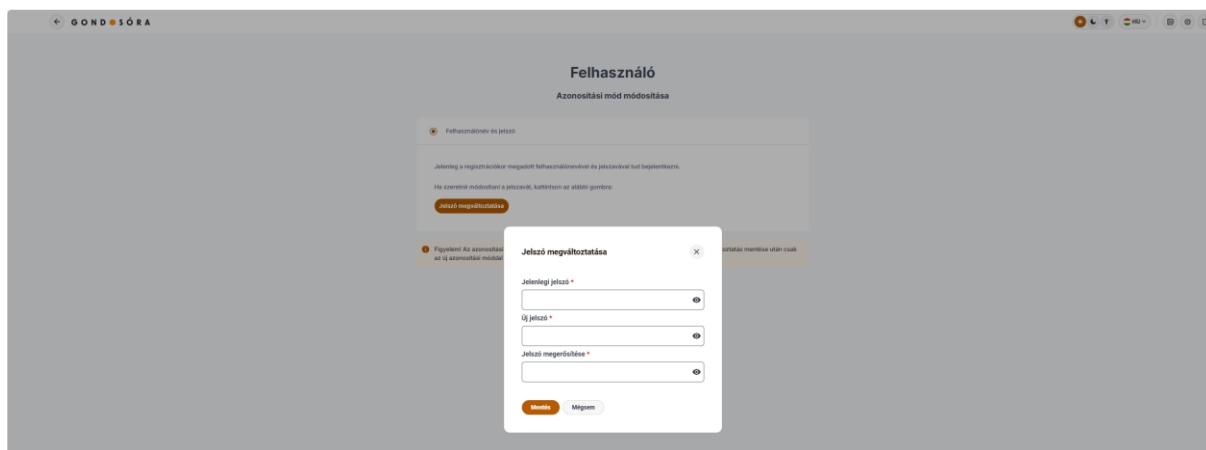 GONDOSÓRA
HU
Felhasználó
Azonosítási mód módosítása
Felhasználónév és jelszó
Jelenleg a regisztrációkor megadott felhasználónevével és jelszavával tud bejelentkezni.
Ha szeretné módosítani a jelszavát, kattintson az alábbi gombra:
Jelszó megváltoztatása
Figyelem! Az azonosítási
oztatás mentése után csak
az új azonosítási móddal
Jelszó megváltoztatása
Jelenlegi jelszó *
Új jelszó *
Jelszó megerősítése *
Mentés
Mégsem